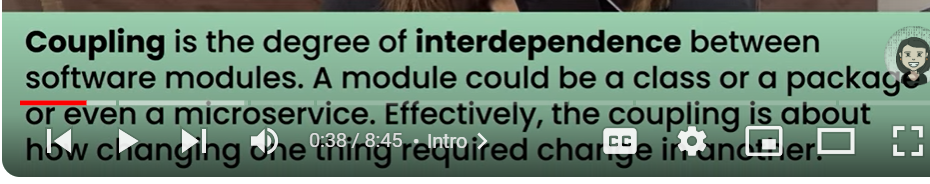 Coupling is the degree of interdependence between
software modules. A module could be a class or a package
or even a microservice. Effectively, the coupling is about
how changing one thing required change in another.
0:38 / 8:45 • Intro
CC